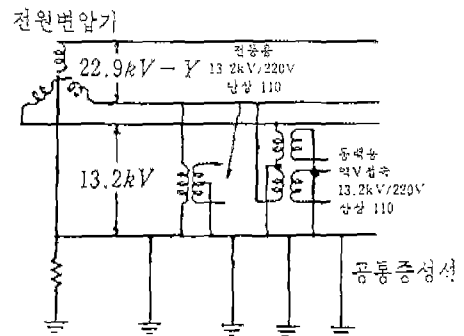 전원변압기
22.9kV-Y
전등용
13.2kV/220V
단상 110
13.2kV
동력용
역V접속
13.2kV/220V
삼상 110
공통중성선